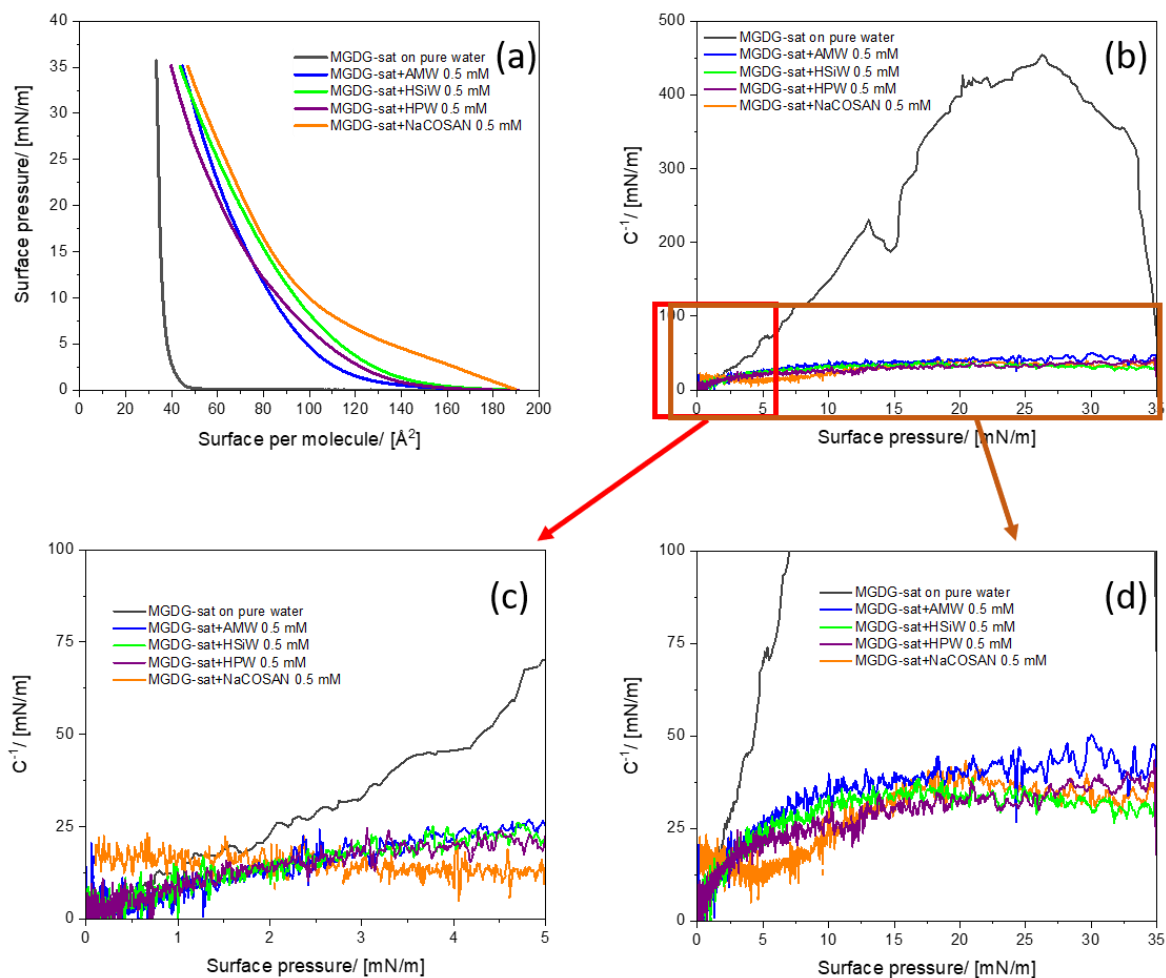 (a)
40
35
30
25
20
15
10
5
0
Surface pressure/ [mN/m]
MGDG-sat on pure water
MGDG-sat+AMW 0.5 mM
MGDG-sat+HSiW 0.5 mM
MGDG-sat+HPW 0.5 mM
MGDG-sat+NaCOSAN 0.5 mM
0 20 40 60 80 100 120 140 160 180 200
Surface per molecule/ [Å²]
(b)
500
400
300
200
100
0
C⁻¹/ [mN/m]
MGDG-sat on pure water
MGDG-sat+AMW 0.5 mM
MGDG-sat+HSiW 0.5 mM
MGDG-sat+HPW 0.5 mM
MGDG-sat+NaCOSAN 0.5 mM
0 5 10 15 20 25 30 35
Surface pressure/ [mN/m]
(c)
100
75
50
25
0
C⁻¹/ [mN/m]
MGDG-sat on pure water
MGDG-sat+AMW 0.5 mM
MGDG-sat+HSiW 0.5 mM
MGDG-sat+HPW 0.5 mM
MGDG-sat+NaCOSAN 0.5 mM
0 1 2 3 4 5
Surface pressure/ [mN/m]
(d)
100
75
50
25
0
C⁻¹/ [mN/m]
MGDG-sat on pure water
MGDG-sat+AMW 0.5 mM
MGDG-sat+HSiW 0.5 mM
MGDG-sat+HPW 0.5 mM
MGDG-sat+NaCOSAN 0.5 mM
0 5 10 15 20 25 30 35
Surface pressure/ [mN/m]